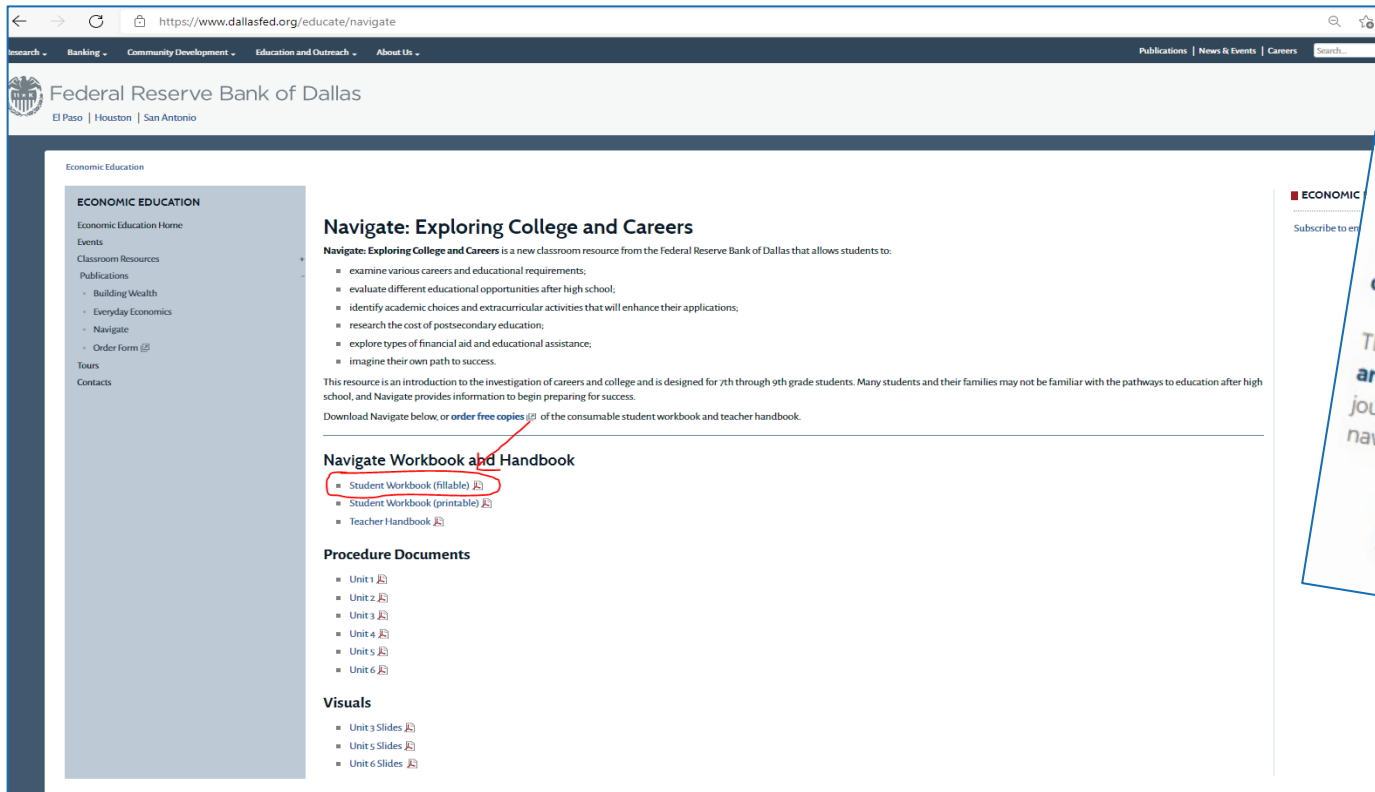 https://www.dallasfed.org/educate/navigate
Banking Community Development Education and Outreach About Us
Publications | News & Events | Careers Search...
Federal Reserve Bank of Dallas
El Paso | Houston | San Antonio
Economic Education
ECONOMIC EDUCATION
Economic Education Home
Events
Classroom Resources +
Publications -
Building Wealth
Everyday Economics
Navigate
Order Form
Tours
Contacts
Navigate: Exploring College and Careers
Navigate: Exploring College and Careers is a new classroom resource from the Federal Reserve Bank of Dallas that allows students to:
examine various careers and educational requirements;
evaluate different educational opportunities after high school;
identify academic choices and extracurricular activities that will enhance their applications;
research the cost of postsecondary education;
explore types of financial aid and educational assistance;
imagine their own path to success.
This resource is an introduction to the investigation of careers and college and is designed for 7th through 9th grade students. Many students and their families may not be familiar with the pathways to education after high
school, and Navigate provides information to begin preparing for success.
Download Navigate below, or order free copies of the consumable student workbook and teacher handbook.
Navigate Workbook and Handbook
Student Workbook (fillable)
Student Workbook (printable)
Teacher Handbook
Procedure Documents
Unit 1
Unit 2
Unit 3
Unit 4
Unit 5
Unit 6
Visuals
Unit 3 Slides
Unit 5 Slides
Unit 6 Slides
ECONOMIC
Subscribe to